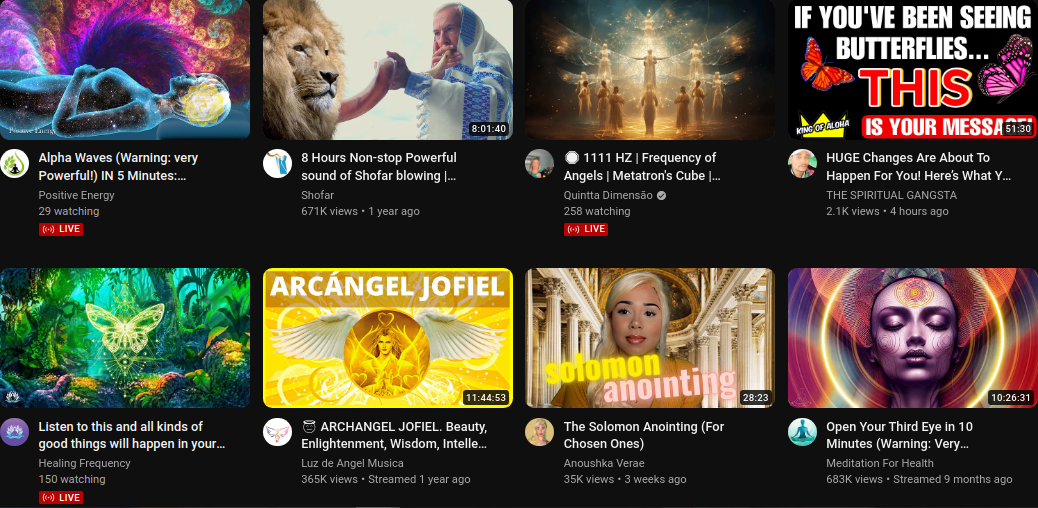 Positive Energy
8:01:40
IF YOU'VE BEEN SEEING
BUTTERFLIES...
THIS
KING OF ALOHA
IS YOUR MESSAGE!
51:30
Alpha Waves (Warning: very
Powerful!) IN 5 Minutes:...
Positive Energy
29 watching
LIVE
8 Hours Non-stop Powerful
sound of Shofar blowing |...
Shofar
671K views • 1 year ago
1111 HZ | Frequency of
Angels | Metatron's Cube |...
Quintta Dimensão
258 watching
LIVE
HUGE Changes Are About To
Happen For You! Here’s What Y...
THE SPIRITUAL GANGSTA
2.1K views • 4 hours ago
ARCÁNGEL JOFIEL
11:44:53
solomon
anointing
28:23
10:26:31
Listen to this and all kinds of
good things will happen in your...
Healing Frequency
150 watching
LIVE
ARCHANGEL JOFIEL. Beauty,
Enlightenment, Wisdom, Intelle...
Luz de Angel Musica
365K views • Streamed 1 year ago
The Solomon Anointing (For
Chosen Ones)
Anoushka Verae
35K views • 3 weeks ago
Open Your Third Eye in 10
Minutes (Warning: Very...
Meditation For Health
683K views • Streamed 9 months ago